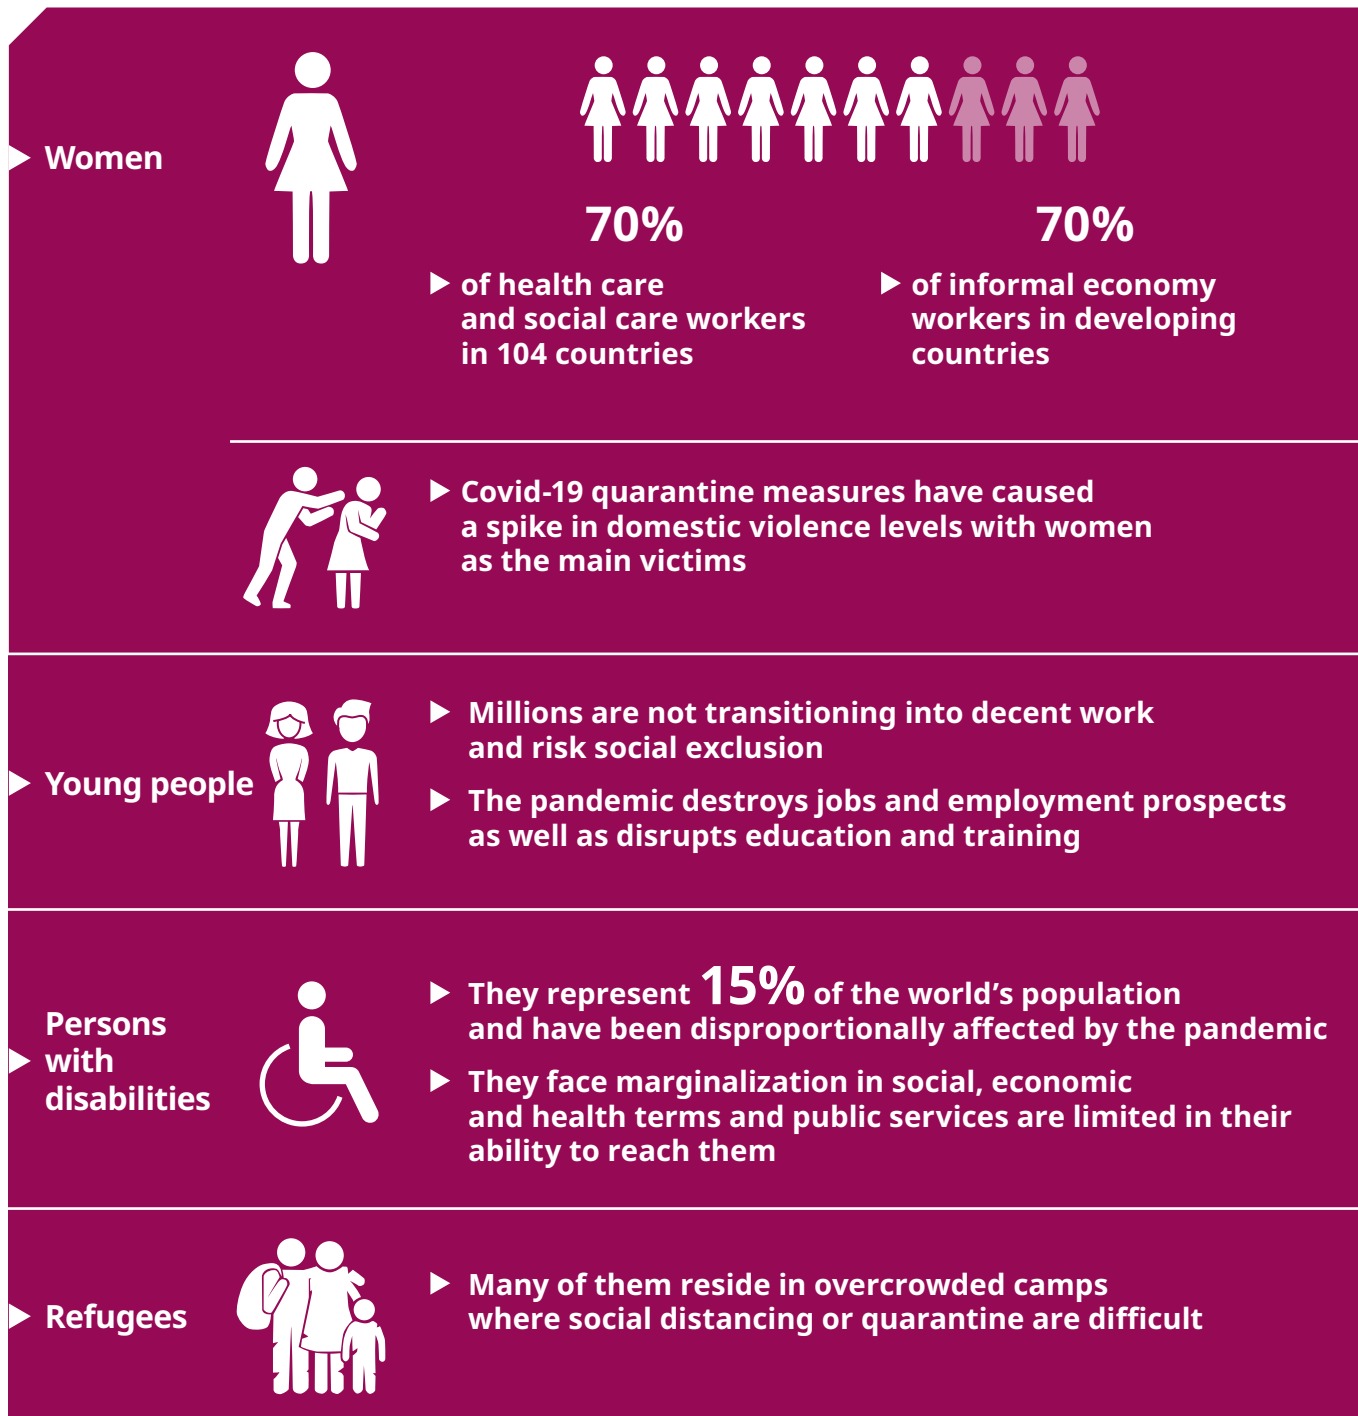 Women
70%
of health care
and social care workers
in 104 countries
70%
of informal economy
workers in developing
countries
Covid-19 quarantine measures have caused
a spike in domestic violence levels with women
as the main victims
Young people
Millions are not transitioning into decent work
and risk social exclusion
The pandemic destroys jobs and employment prospects
as well as disrupts education and training
Persons
with
disabilities
They represent 15% of the world’s population
and have been disproportionally affected by the pandemic
They face marginalization in social, economic
and health terms and public services are limited in their
ability to reach them
Refugees
Many of them reside in overcrowded camps
where social distancing or quarantine are difficult